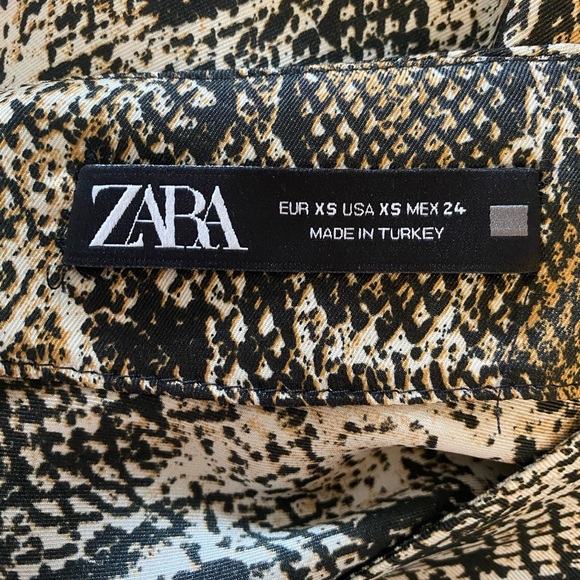 ZARA
EUR XS USA XS MEX 24
MADE IN TURKEY